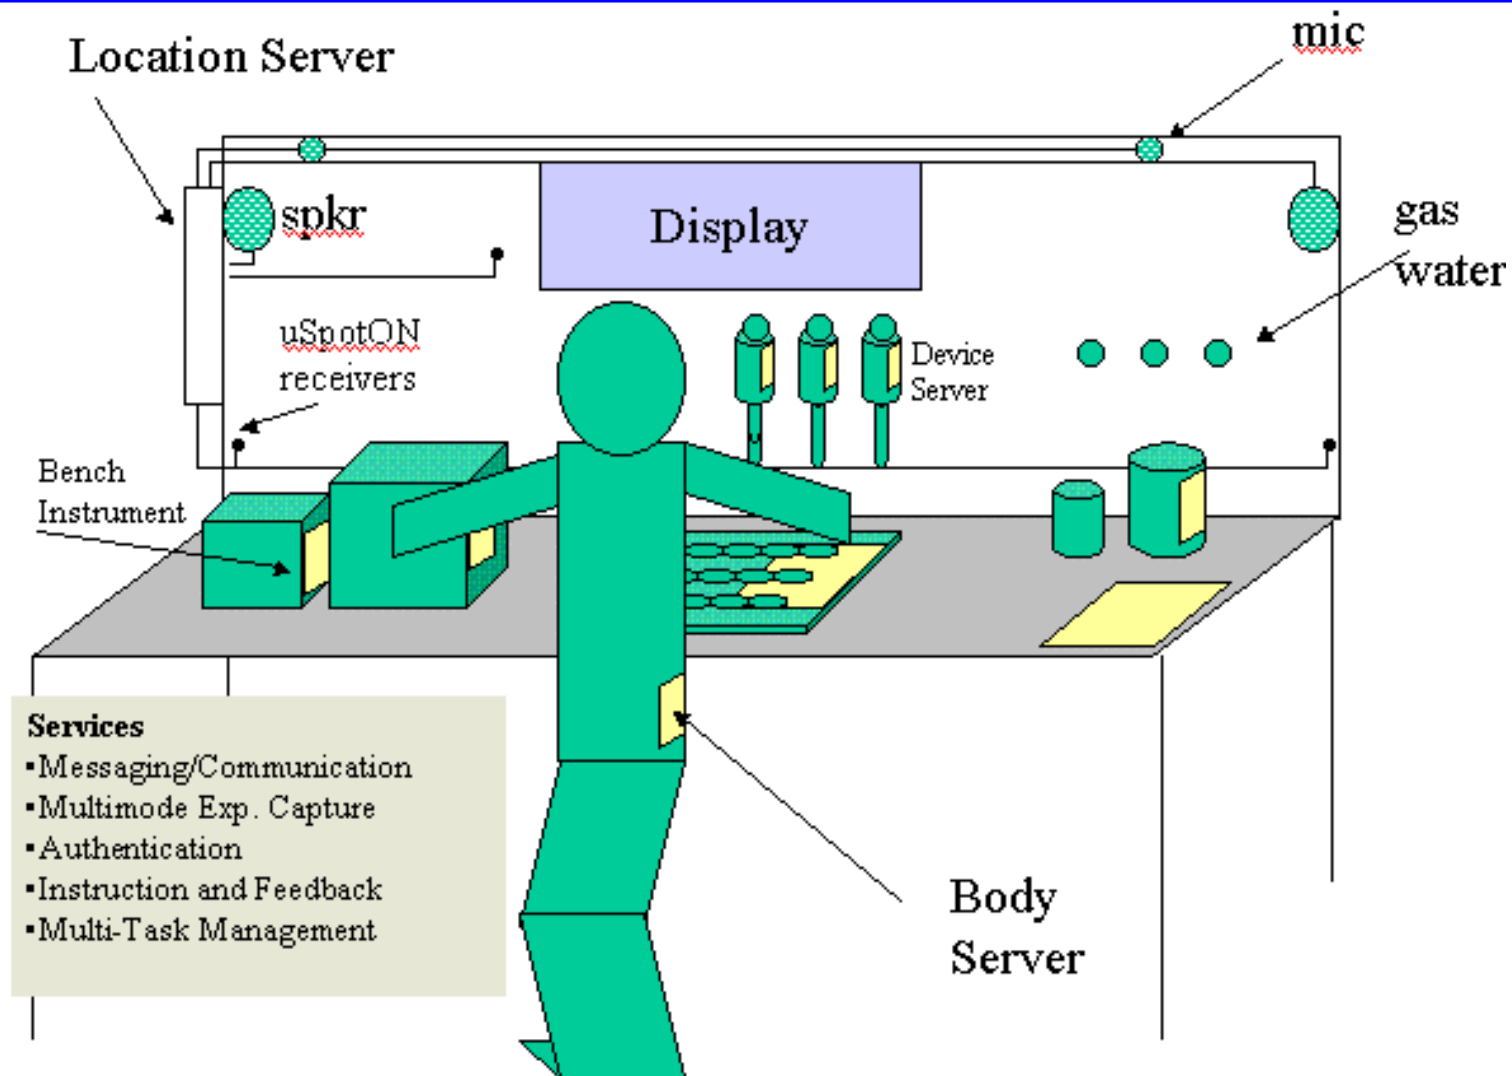 Location Server
mic
spkr
Display
gas
water
uSpotON
receivers
Device
Server
Bench
Instrument
Services
▪Messaging/Communication
▪Multimode Exp. Capture
▪Authentication
▪Instruction and Feedback
▪Multi-Task Management
Body
Server